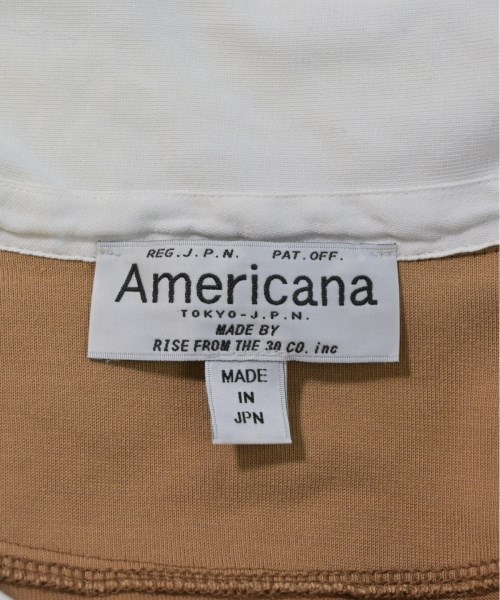 REG.J.P.N. PAT.OFF.
Americana
TOKYO-J.P.N.
MADE BY
RISE FROM THE 30 CO. inc
MADE
IN
JPN